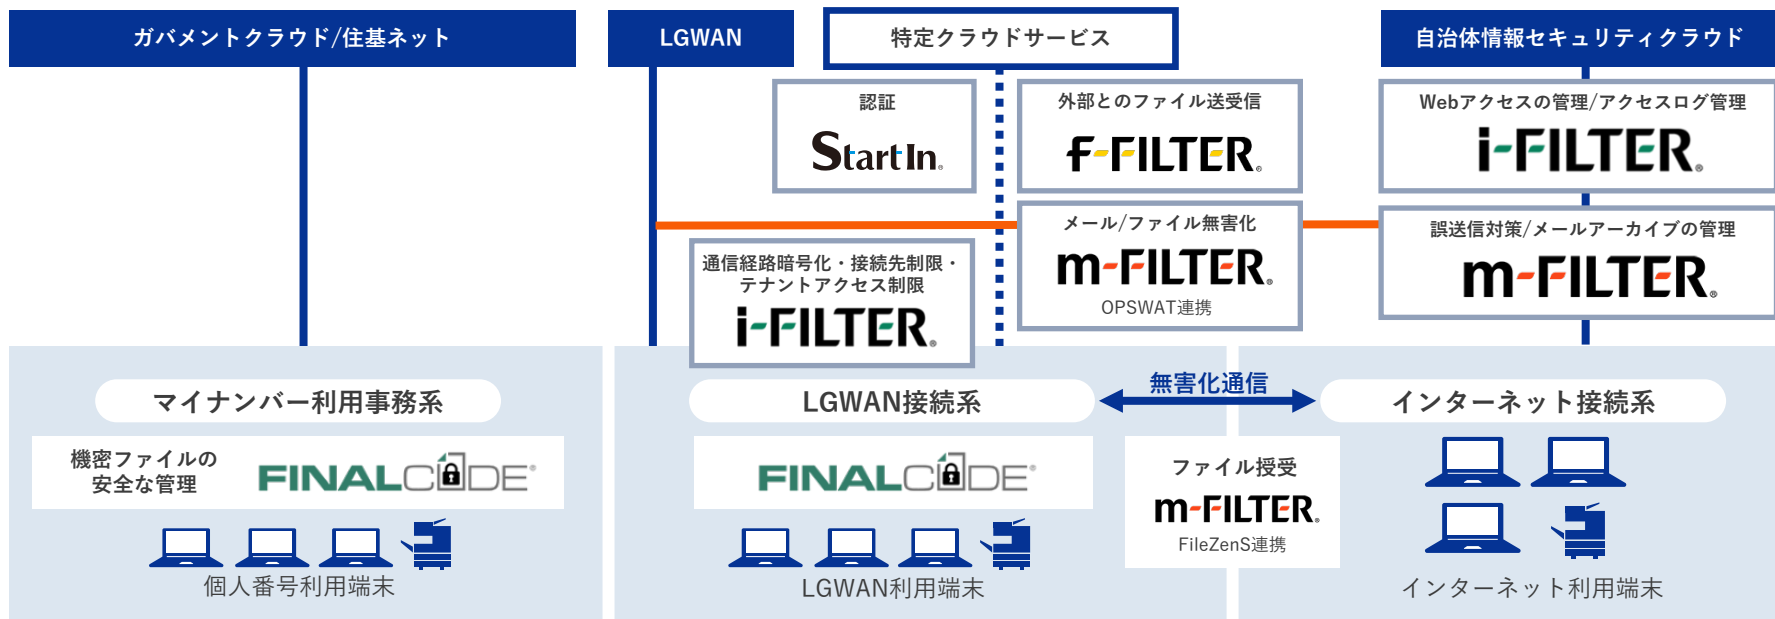 ガバメントクラウド/住基ネット
LGWAN
特定クラウドサービス
自治体情報セキュリティクラウド
認証
StartIn®
外部とのファイル送受信
f-FILTER®
Webアクセスの管理/アクセスログ管理
i-FILTER®
メール/ファイル無害化
m-FILTER®
OPSWAT連携
誤送信対策/メールアーカイブの管理
m-FILTER®
通信経路暗号化・接続先制限・
テナントアクセス制限
i-FILTER®
マイナンバー利用事務系
機密ファイルの
安全な管理
FINALCODE®
個人番号利用端末
LGWAN接続系
FINALCODE®
LGWAN利用端末
無害化通信
ファイル授受
m-FILTER®
FileZenS連携
インターネット接続系
インターネット利用端末